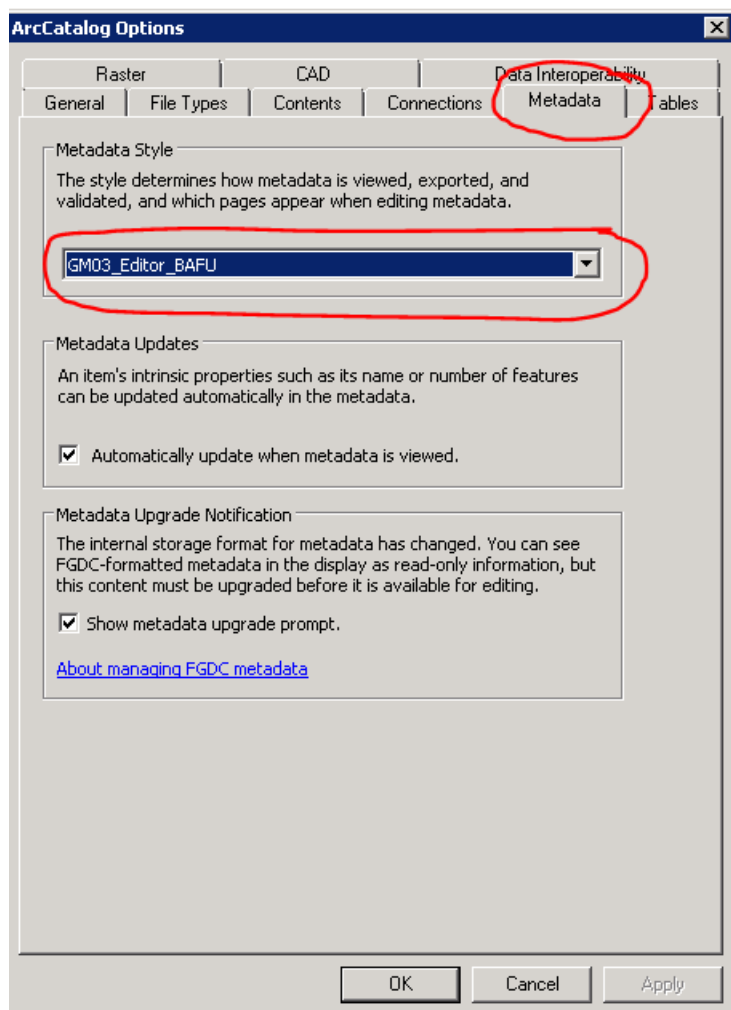 ArcCatalog Options
Raster CAD Data Interoperability
General File Types Contents Connections Metadata Tables
Metadata Style
The style determines how metadata is viewed, exported, and
validated, and which pages appear when editing metadata.
GM03_Editor_BAFU
Metadata Updates
An item's intrinsic properties such as its name or number of features
can be updated automatically in the metadata.
Automatically update when metadata is viewed.
Metadata Upgrade Notification
The internal storage format for metadata has changed. You can see
FGDC-formatted metadata in the display as read-only information, but
this content must be upgraded before it is available for editing.
Show metadata upgrade prompt.
About managing FGDC metadata
OK Cancel Apply